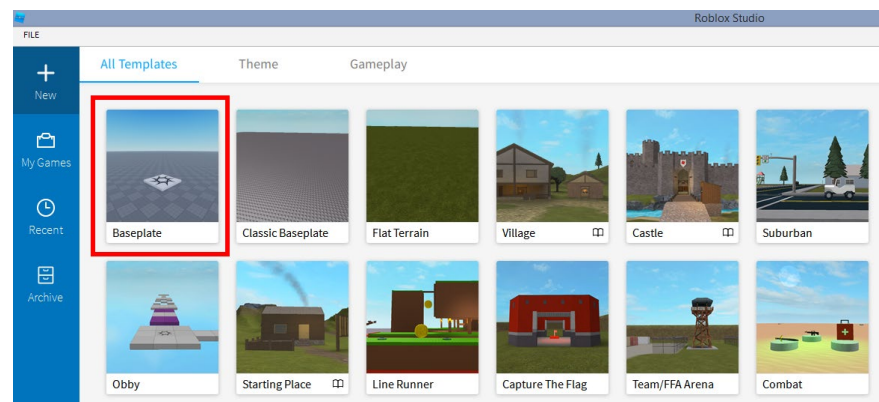 Roblox Studio
FILE
New
My Games
Recent
Archive
All Templates Theme Gameplay
Baseplate Classic Baseplate Flat Terrain Village Castle Suburban
Obby Starting Place Line Runner Capture The Flag Team/FFA Arena Combat